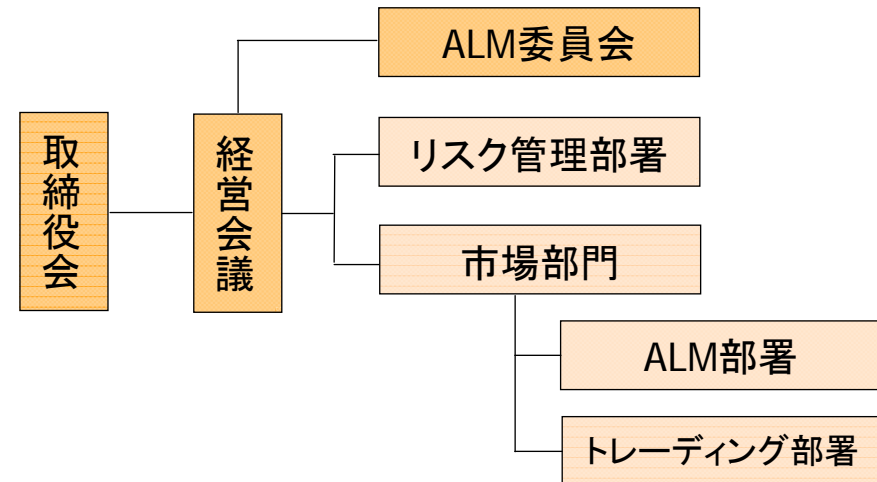 ALM委員会
取締役会
経営会議
リスク管理部署
市場部門
ALM部署
トレーディング部署